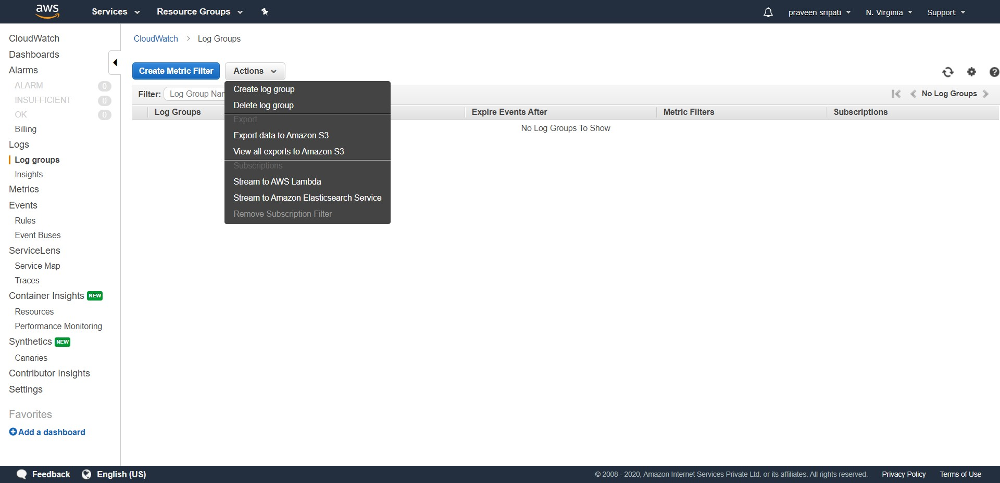 aws Services Resource Groups praveen sripati N. Virginia Support
CloudWatch
Dashboards
Alarms
ALARM 0
INSUFFICIENT 0
OK 0
Billing
Logs
Log groups
Insights
Metrics
Events
Rules
Event Buses
ServiceLens
Service Map
Traces
Container Insights NEW
Resources
Performance Monitoring
Synthetics NEW
Canaries
Contributor Insights
Settings
Favorites
Add a dashboard
CloudWatch > Log Groups
Create Metric Filter Actions
Filter: Log Group Nar No Log Groups
Log Groups Expire Events After Metric Filters Subscriptions
No Log Groups To Show
Create log group
Delete log group
Export
Export data to Amazon S3
View all exports to Amazon S3
Subscriptions
Stream to AWS Lambda
Stream to Amazon Elasticsearch Service
Remove Subscription Filter
Feedback English (US) © 2008 - 2020, Amazon Internet Services Private Ltd. or its affiliates. All rights reserved. Privacy Policy Terms of Use